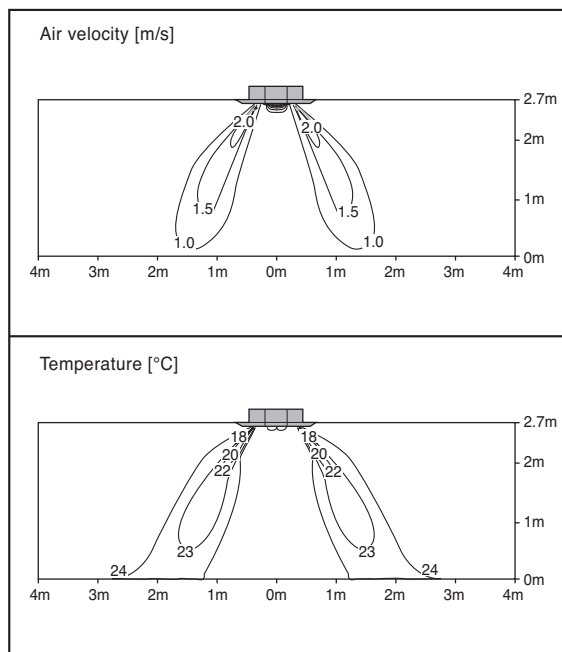 Air velocity [m/s]
2.7m
2.0 2.0
2m
1.5 1.5
1m
1.0 1.0
0m
4m 3m 2m 1m 0m 1m 2m 3m 4m
Temperature [°C]
2.7m
18 18
20 20
2m
22 22
1m
23 23
24 24
0m
4m 3m 2m 1m 0m 1m 2m 3m 4m